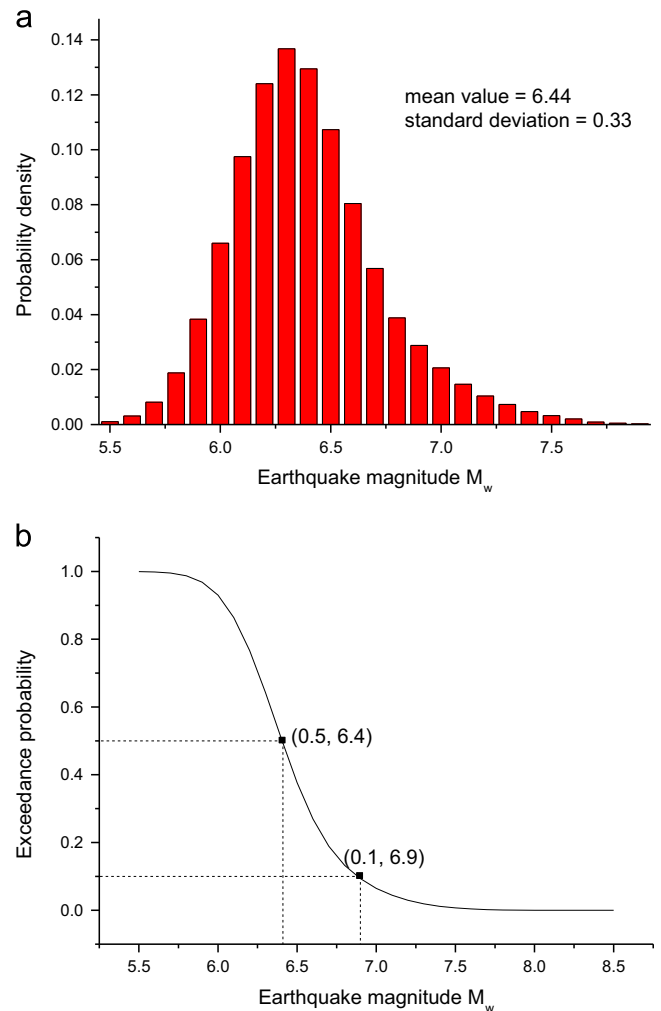 a
0.14
0.12
0.10
0.08
0.06
0.04
0.02
0.00
Probability density
mean value = 6.44
standard deviation = 0.33
5.5 6.0 6.5 7.0 7.5
Earthquake magnitude Mw
b
1.0
0.8
0.6
0.4
0.2
0.0
Exceedance probability
(0.5, 6.4)
(0.1, 6.9)
5.5 6.0 6.5 7.0 7.5 8.0 8.5
Earthquake magnitude Mw